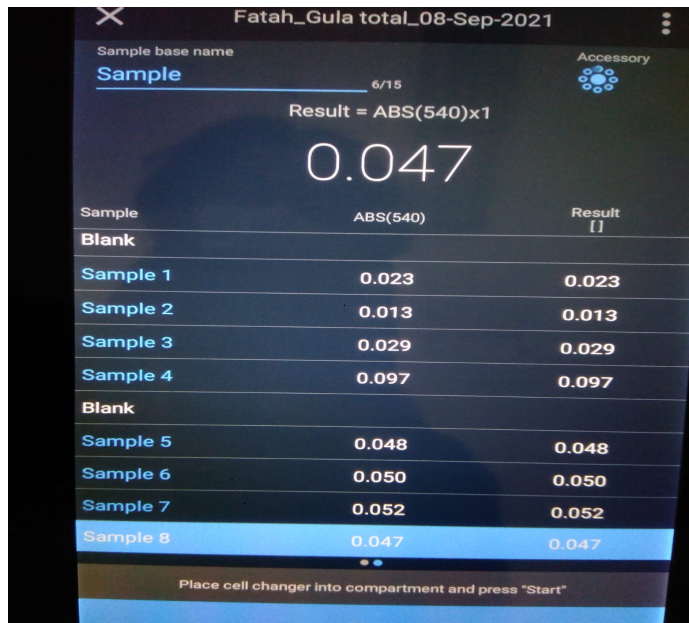 Fatah_Gula total_08-Sep-2021
Sample base name
Accessory
Sample
6/15
Result = ABS(540)x1
0.047
Sample ABS(540) Result
[ ]
Blank
Sample 1 0.023 0.023
Sample 2 0.013 0.013
Sample 3 0.029 0.029
Sample 4 0.097 0.097
Blank
Sample 5 0.048 0.048
Sample 6 0.050 0.050
Sample 7 0.052 0.052
Sample 8 0.047 0.047
Place cell changer into compartment and press "Start"